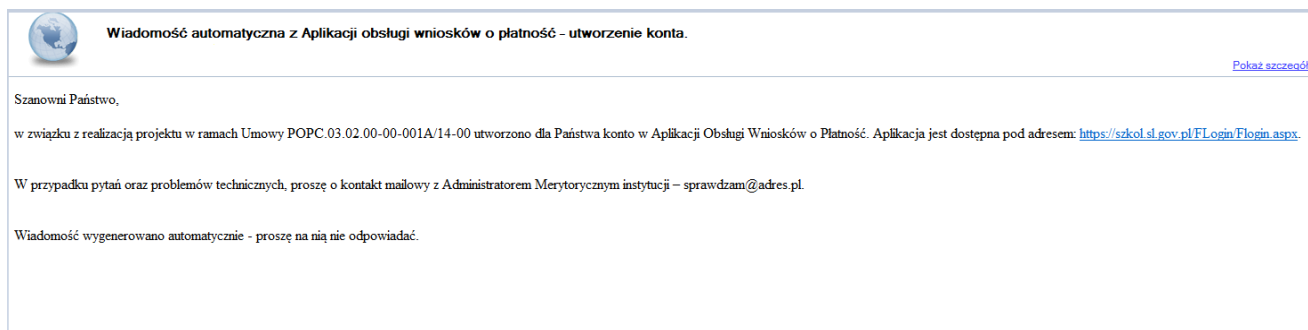 Wiadomość automatyczna z Aplikacji obsługi wniosków o płatność - utworzenie konta.
Pokaż szczegół
Szanowni Państwo,
w związku z realizacją projektu w ramach Umowy POPC.03.02.00-00-001A/14-00 utworzono dla Państwa konto w Aplikacji Obsługi Wniosków o Płatność. Aplikacja jest dostępna pod adresem: https://szkol.sl.gov.pl/FLogin/Flogin.aspx.
W przypadku pytań oraz problemów technicznych, proszę o kontakt mailowy z Administratorem Merytorycznym instytucji – sprawdzam@adres.pl.
Wiadomość wygenerowano automatycznie - proszę na nią nie odpowiadać.